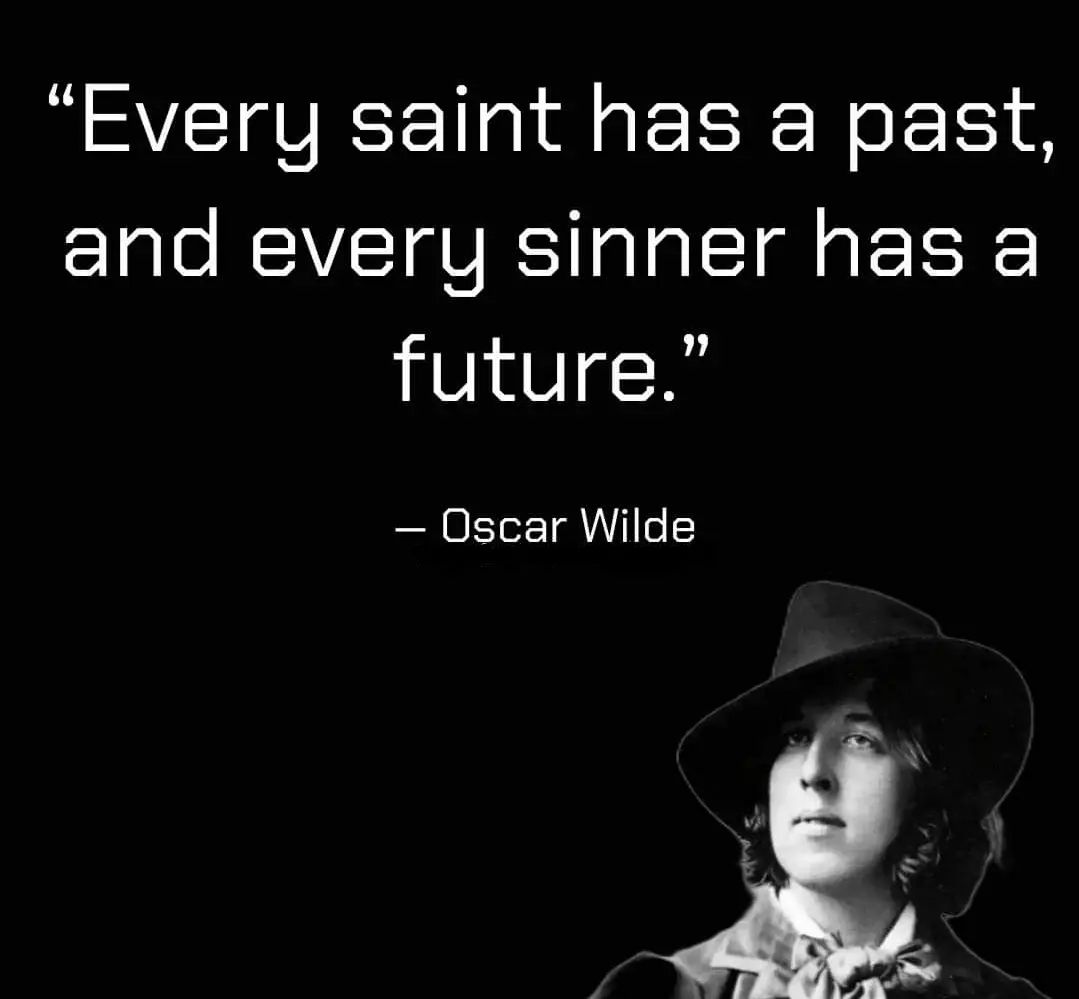 “Every saint has a past,
and every sinner has a
future.”
— Oscar Wilde